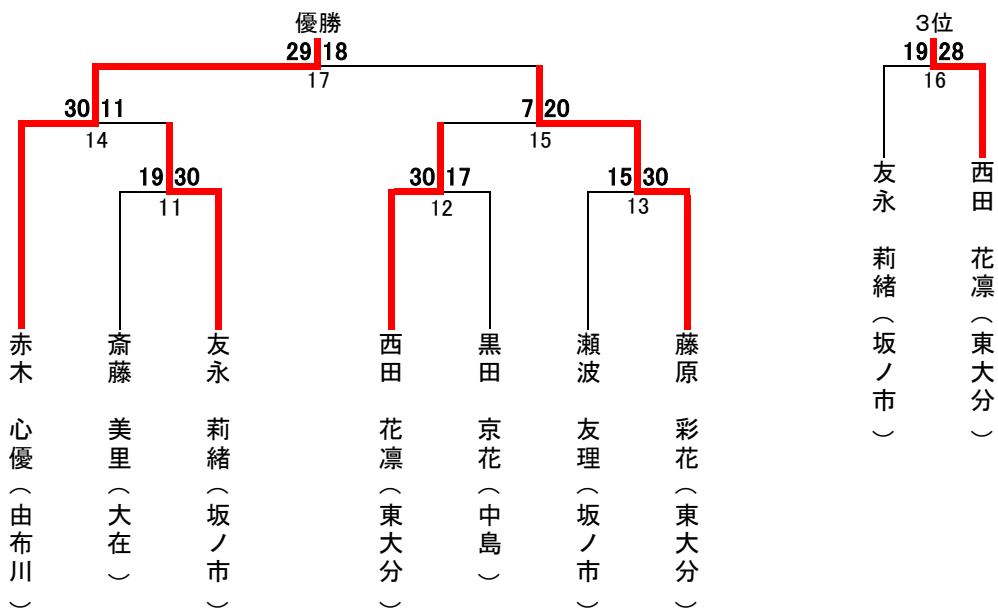 優勝
29 18
17
30 11
14
7 20
15
19 30
11
30 17
12
15 30
13
赤木 心優(由布川)
斎藤 美里(大在)
友永 莉緒(坂ノ市)
西田 花凛(東大分)
黒田 京花(中島)
瀬波 友理(坂ノ市)
藤原 彩花(東大分)
3位
19 28
16
友永 莉緒(坂ノ市)
西田 花凛(東大分)